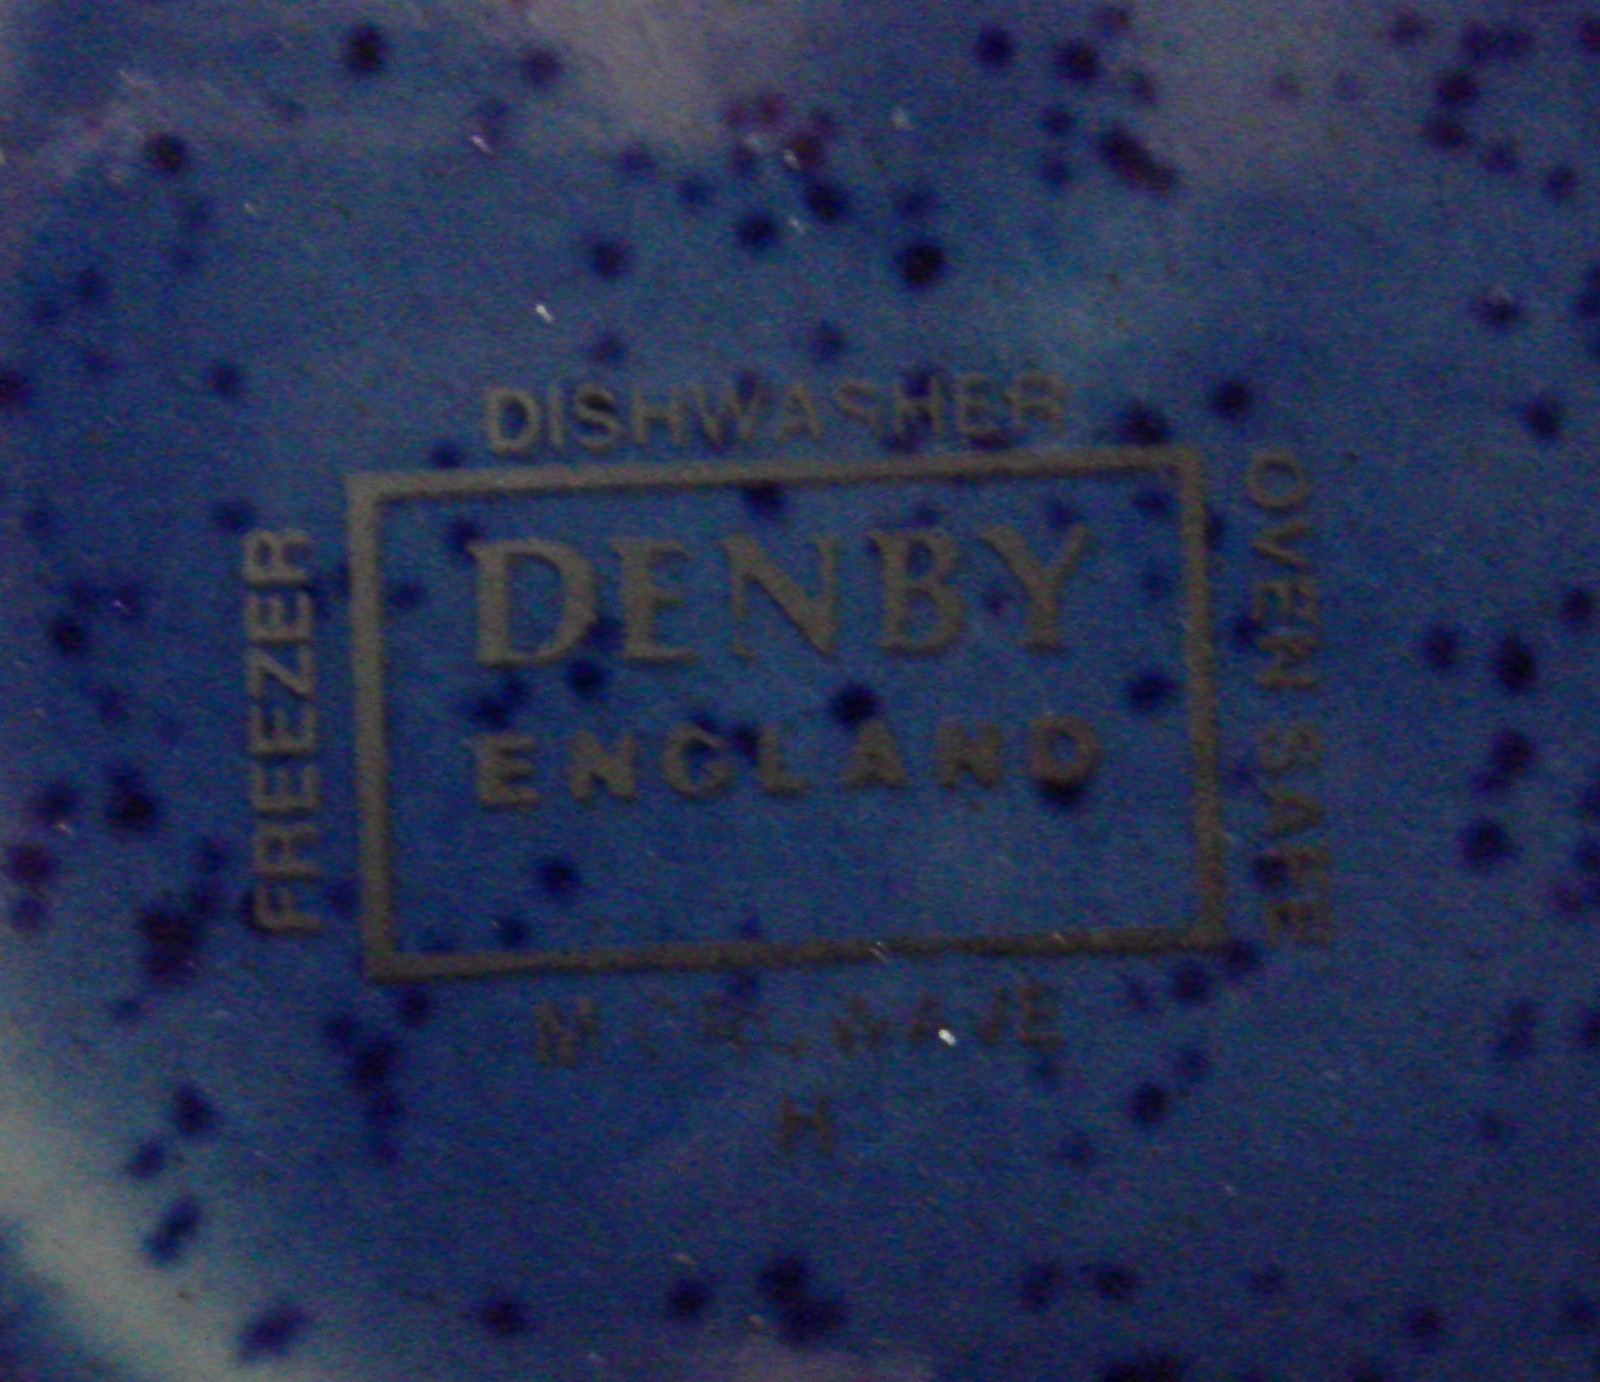 DISHWASHER
FREEZER
DENBY
ENGLAND
OVEN SAFE
H